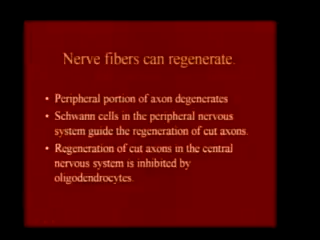 Nerve fibers can regenerate.
• Peripheral portion of axon degenerates
• Schwann cells in the peripheral nervous
system guide the regeneration of cut axons.
• Regeneration of cut axons in the central
nervous system is inhibited by
oligodendrocytes.